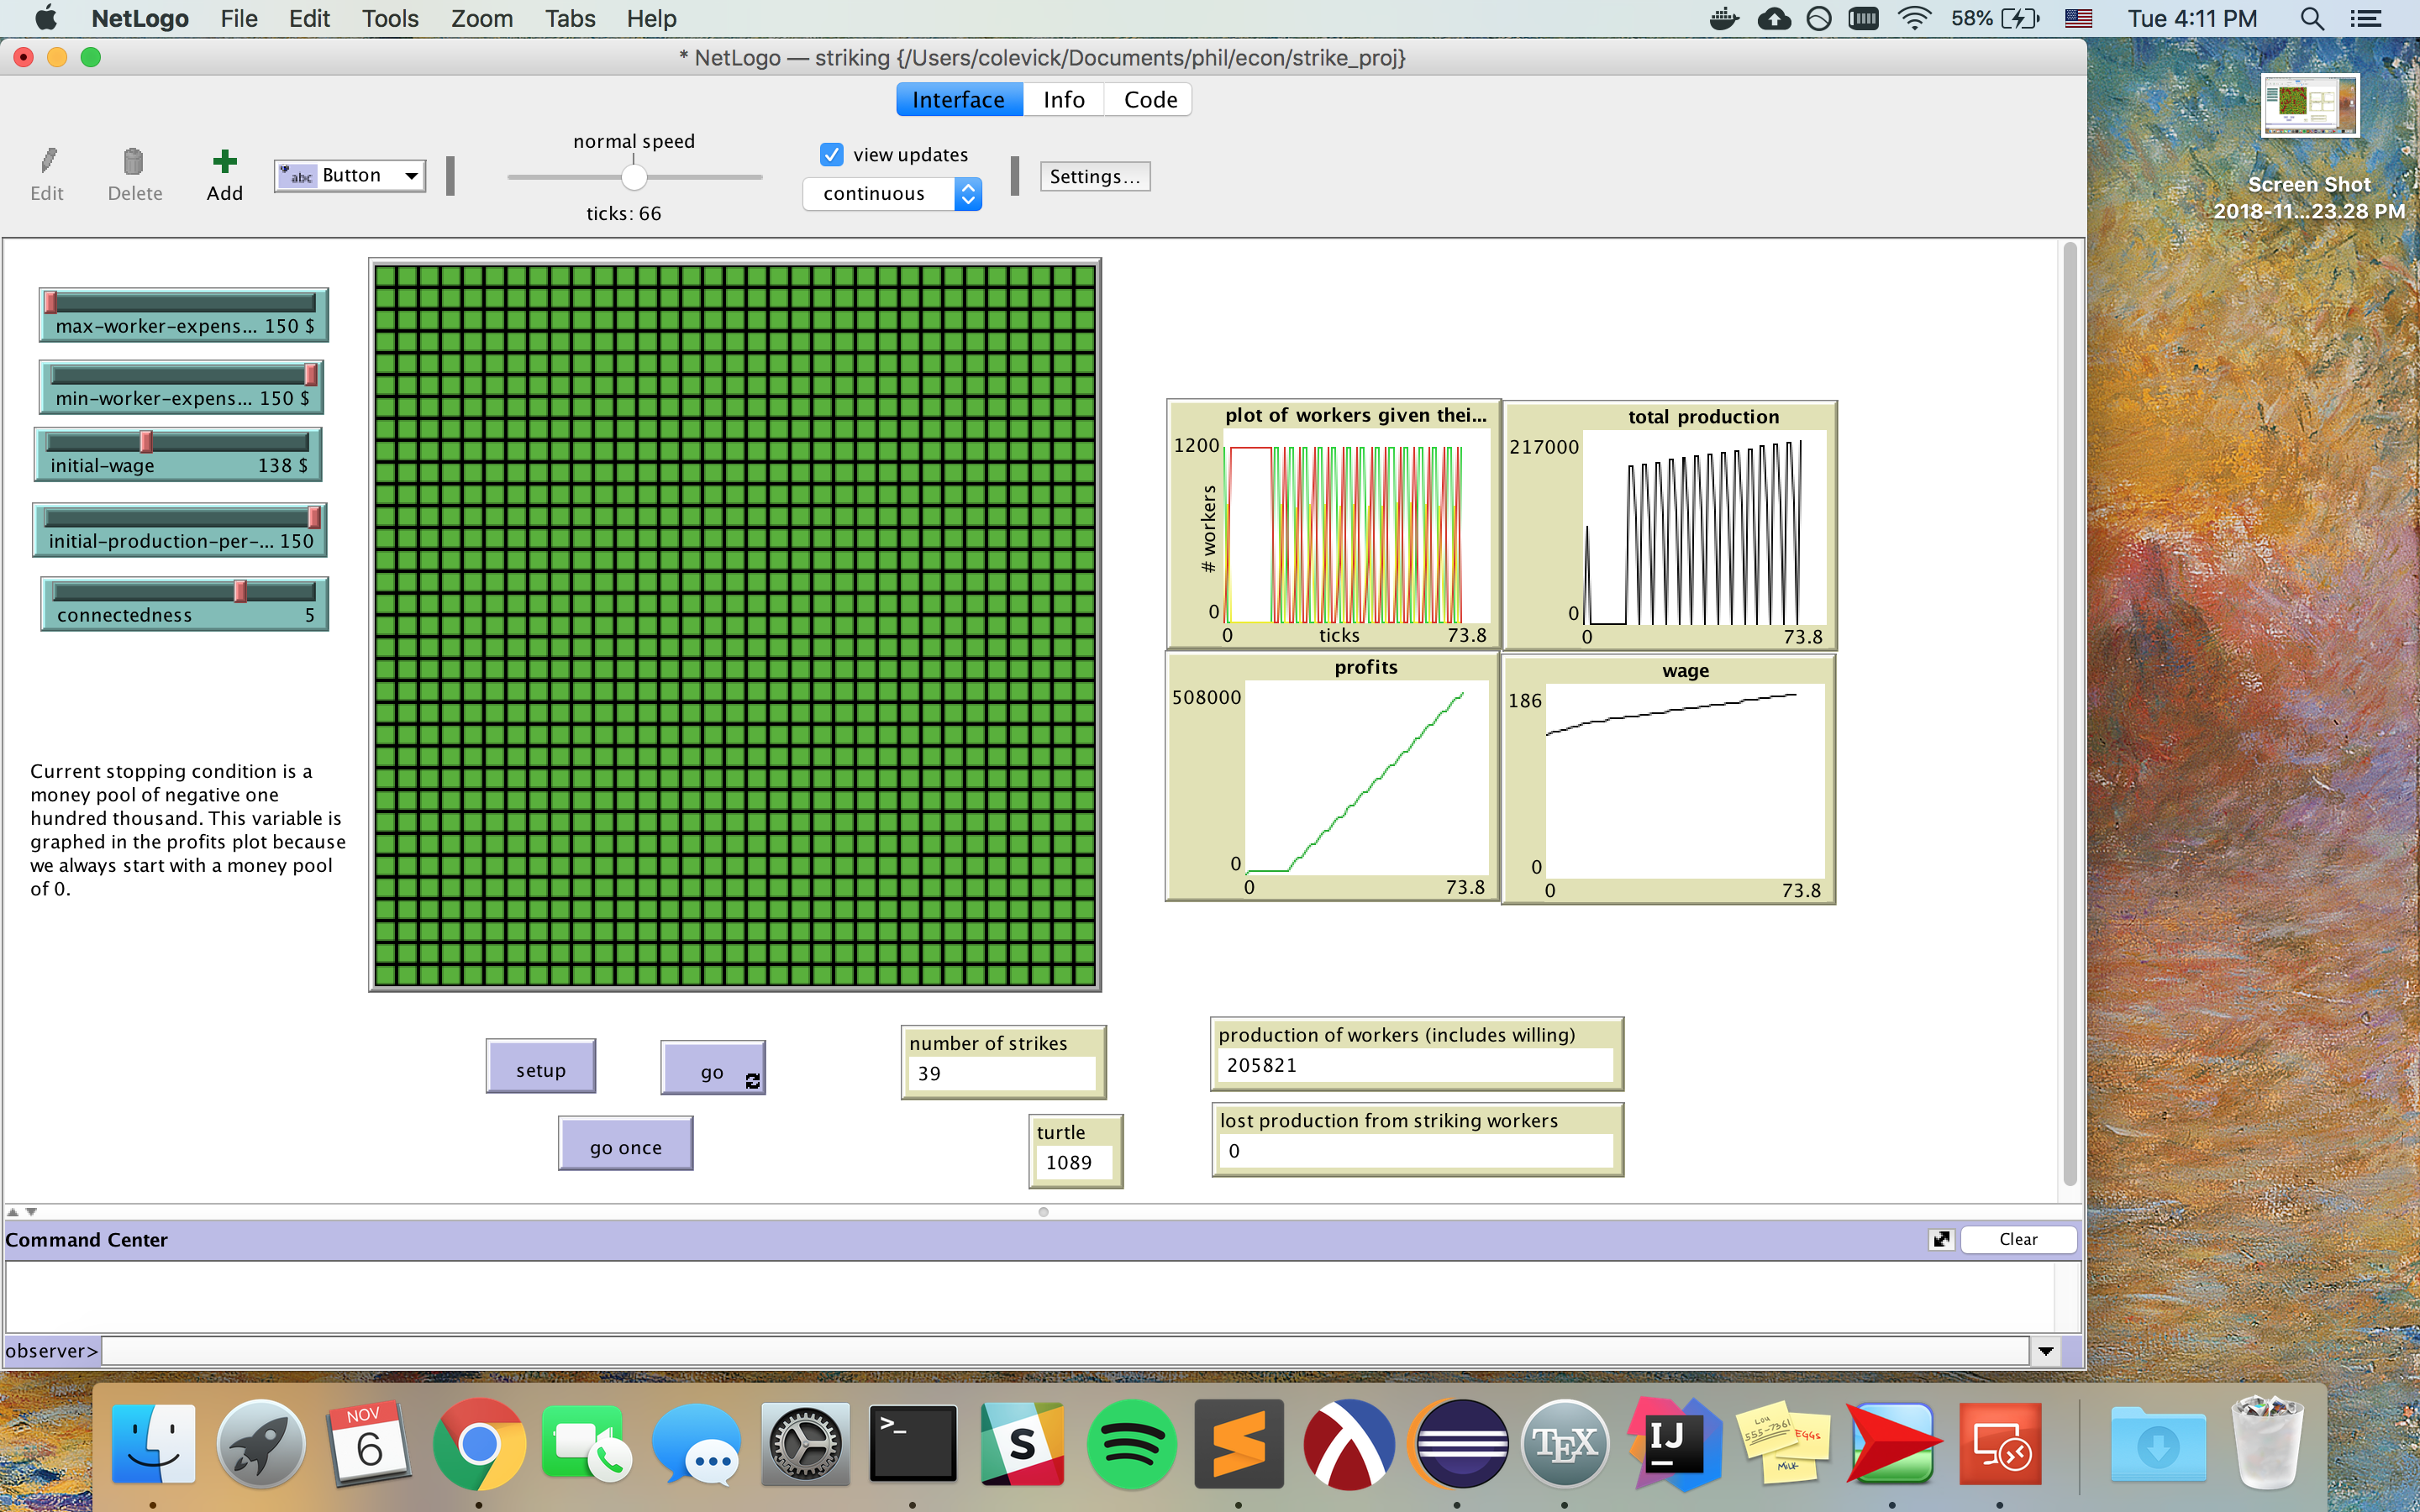 NetLogo File Edit Tools Zoom Tabs Help 58% Tue 4:11 PM
* NetLogo — striking {/Users/colevick/Documents/phil/econ/strike_proj}
Interface Info Code
Edit Delete Add
abc Button
normal speed
ticks: 66
view updates
continuous
Settings...
Screen Shot
2018-11...23.28 PM
max-worker-expens... 150 $
min-worker-expens... 150 $
initial-wage 138 $
initial-production-per-... 150
connectedness 5
Current stopping condition is a
money pool of negative one
hundred thousand. This variable is
graphed in the profits plot because
we always start with a money pool
of 0.
plot of workers given thei...
1200
# workers
0
0 ticks 73.8
total production
217000
0
0 73.8
profits
508000
0
0 73.8
wage
186
0
0 73.8
setup
go
go once
number of strikes
39
turtle
1089
production of workers (includes willing)
205821
lost production from striking workers
0
Command Center
Clear
observer>
NOV
6
>_
S
TEX
IJ
Lou
555-7361
EGGS
MILK